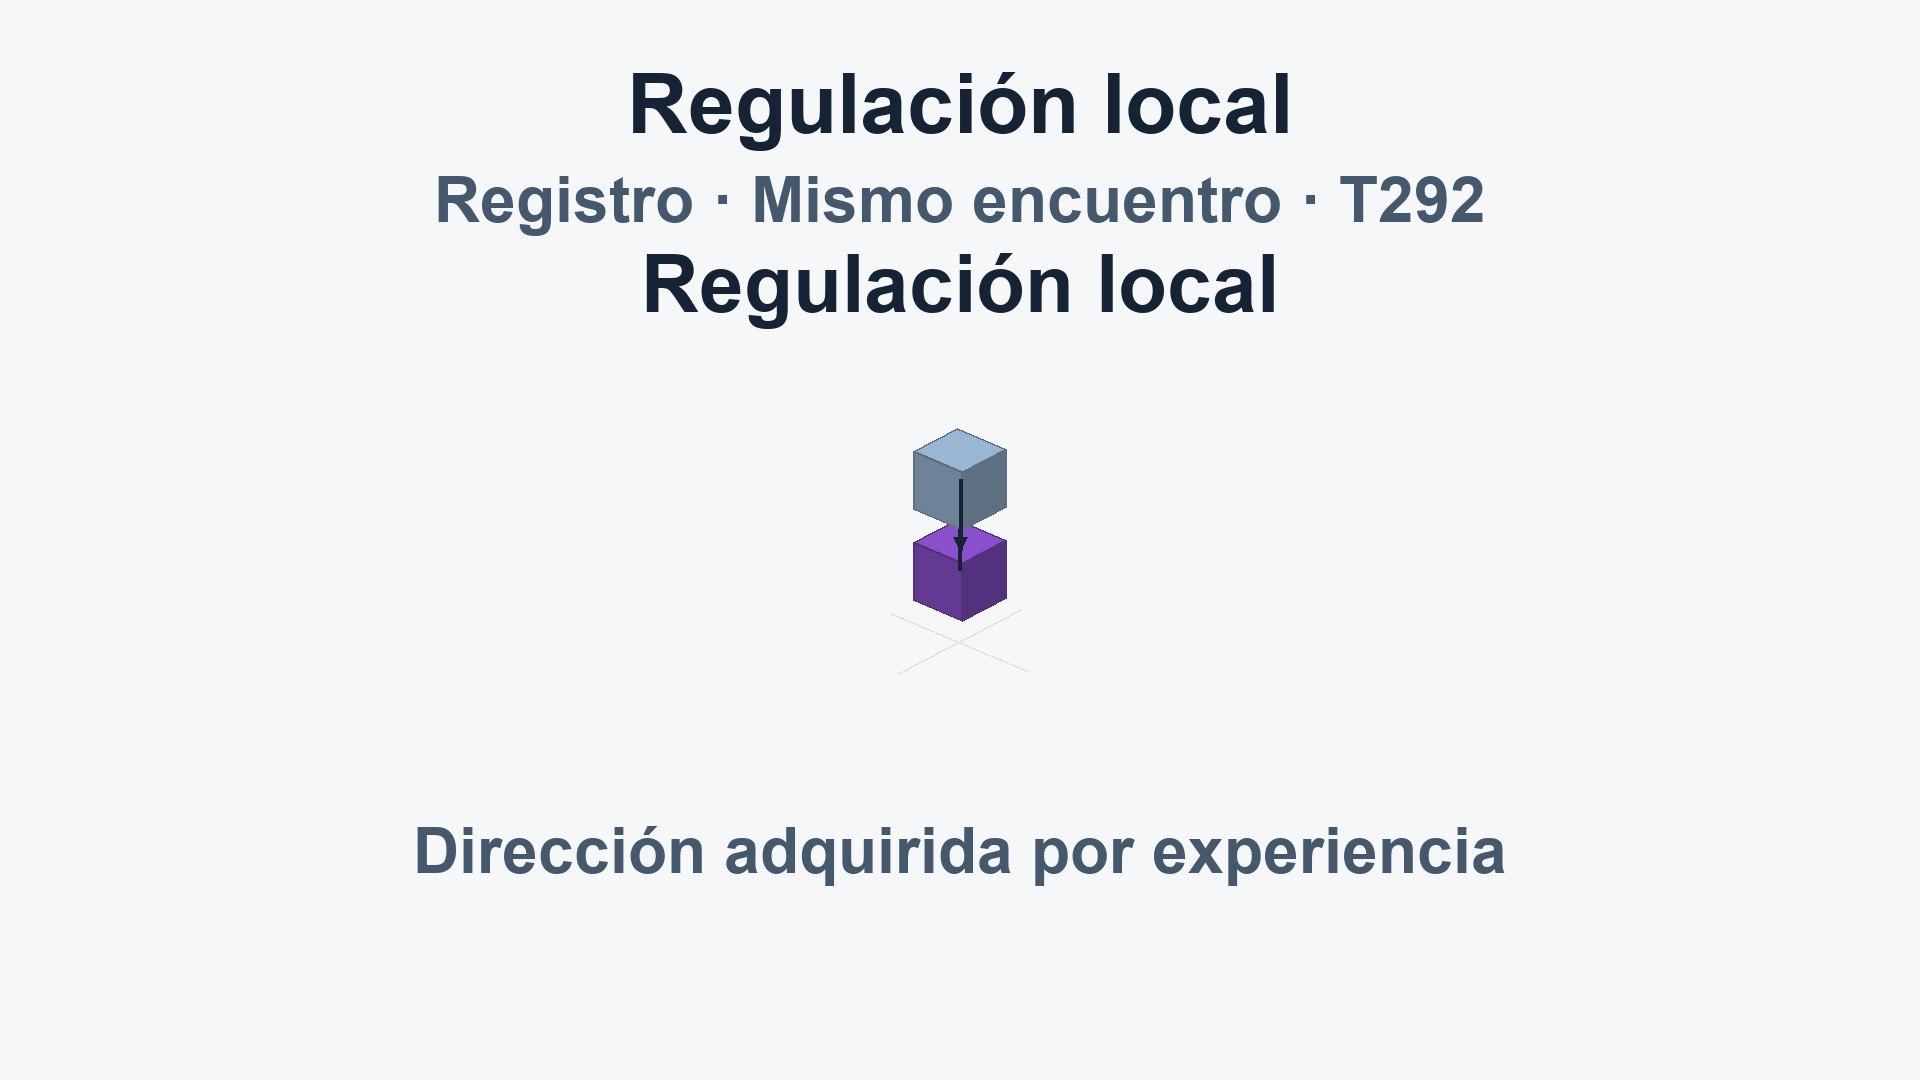 Regulación local
Registro · Mismo encuentro · T292
Regulación local
Dirección adquirida por experiencia